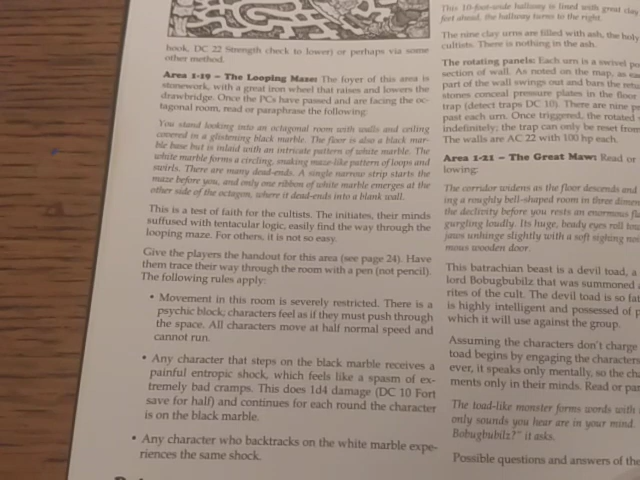 hook, DC 22 Strength check to lower) or perhaps via some
other method.
Area 1-19 – The Looping Maze: The foyer of this area is
stonework, with a great iron wheel that raises and lowers the
drawbridge. Once the PCs have passed and are facing the oc-
tagonal room, read or paraphrase the following:
You stand looking into an octagonal room with walls and ceiling
covered in a glistening black marble. The floor is also a black mar-
ble base but is inlaid with an intricate pattern of white marble. The
white marble forms a circling, snaking maze-like pattern of loops and
swirls. There are many dead-ends. A single narrow strip starts the
maze before you, and only one ribbon of white marble emerges at the
other side of the octagon, where it dead-ends into a blank wall.
This is a test of faith for the cultists. The initiates, their minds
suffused with tentacular logic, easily find the way through the
looping maze. For others, it is not so easy.
Give the players the handout for this area (see page 24). Have
them trace their way through the room with a pen (not pencil).
The following rules apply:
• Movement in this room is severely restricted. There is a
psychic block; characters feel as if they must push through
the space. All characters move at half normal speed and
cannot run.
• Any character that steps on the black marble receives a
painful entropic shock, which feels like a spasm of ex-
tremely bad cramps. This does 1d4 damage (DC 10 Fort
save for half) and continues for each round the character
is on the black marble.
• Any character who backtracks on the white marble expe-
riences the same shock.
This 10-foot-wide hallway is lined with great clay
feet ahead, the hallway turns to the right.
The nine clay urns are filled with ash, the holy
cultists. There is nothing in the ash.
The rotating panels: Each urn is a swivel po
section of wall. As noted on the map, as ea
part of the wall swings out and bars the retu
stones conceal pressure plates in the floor
trap (detect traps DC 10). There are nine p
past each urn. Once triggered, the rotated
indefinitely; the trap can only be reset from
The walls are AC 22 with 100 hp each.
Area 1-21 – The Great Maw: Read or
lowing:
The corridor widens as the floor descends and
ing a roughly bell-shaped room in three dimen
the declivity before you rests an enormous
gurgling loudly. Its huge, beady eyes roll
jaws unhinge slightly with a soft sighing
mous wooden door.
This batrachian beast is a devil toad, a
lord Bobugbubilz that was summoned
rites of the cult. The devil toad is so fa
is highly intelligent and possessed of p
which it will use against the group.
Assuming the characters don't charge
toad begins by engaging the character
ever, it speaks only mentally, so the cha
ments only in their minds. Read or pa
The toad-like monster forms words with
only sounds you hear are in your mind.
Bobugbubilz?" it asks.
Possible questions and answers of the